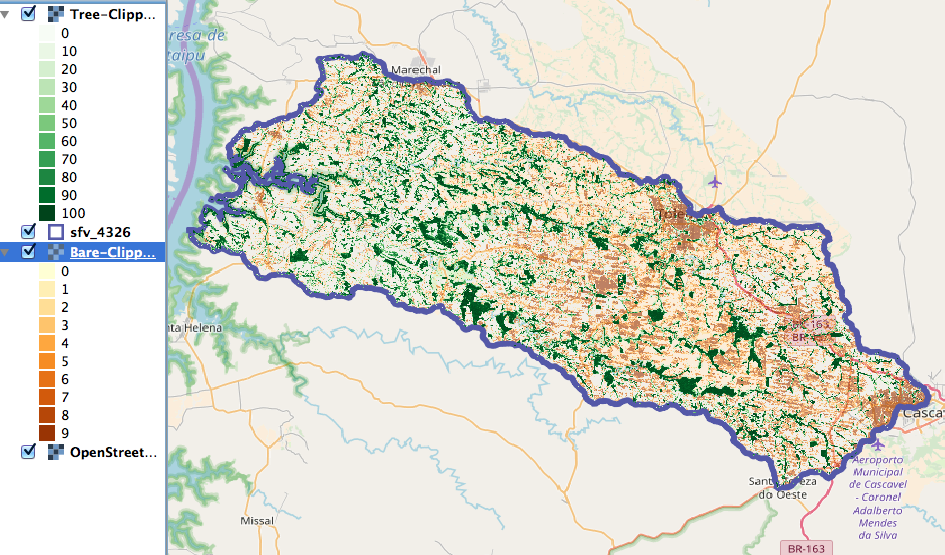 Tree-Clipp...
0
10
20
30
40
50
60
70
80
90
100
sfv_4326
Bare-Clipp...
0
1
2
3
4
5
6
7
8
9
OpenStreet...
resa de
taipu
Marechal
Tole
BR-163
BR-467
nta Helena
Casca
Santa Tereza
do Oeste
Aeroporto
Municipal
de Cascavel
- Coronel
Adalberto
Mendes
da Silva
Missal
BR-163